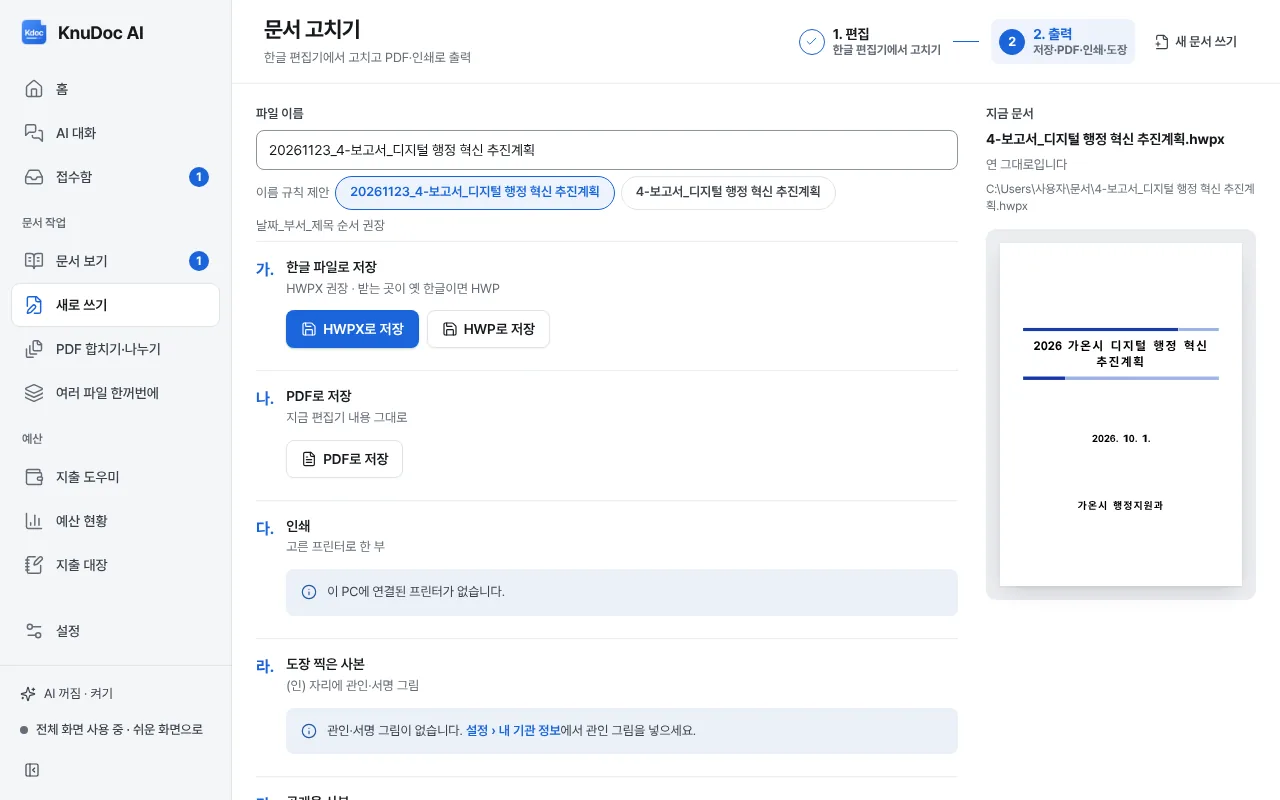 Kdoc
KnuDoc AI
홈
AI 대화
접수함
1
문서 작업
문서 보기
1
새로 쓰기
PDF 합치기·나누기
여러 파일 한꺼번에
예산
지출 도우미
예산 현황
지출 대장
설정
AI 꺼짐 · 켜기
전체 화면 사용 중 · 쉬운 화면으로
문서 고치기
한글 편집기에서 고치고 PDF·인쇄로 출력
1. 편집
한글 편집기에서 고치기
2
2. 출력
저장·PDF·인쇄·도장
새 문서 쓰기
파일 이름
20261123_4-보고서_디지털 행정 혁신 추진계획
이름 규칙 제안
20261123_4-보고서_디지털 행정 혁신 추진계획
4-보고서_디지털 행정 혁신 추진계획
날짜_부서_제목 순서 권장
가. 한글 파일로 저장
HWPX 권장 · 받는 곳이 옛 한글이면 HWP
HWPX로 저장
HWP로 저장
나. PDF로 저장
지금 편집기 내용 그대로
PDF로 저장
다. 인쇄
고른 프린터로 한 부
이 PC에 연결된 프린터가 없습니다.
라. 도장 찍은 사본
(인) 자리에 관인·서명 그림
관인·서명 그림이 없습니다. 설정 › 내 기관 정보에서 관인 그림을 넣으세요.
지금 문서
4-보고서_디지털 행정 혁신 추진계획.hwpx
연 그대로입니다
C:\Users\사용자\문서\4-보고서_디지털 행정 혁신 추진계
획.hwpx
2026 가온시 디지털 행정 혁신
추진계획
2026. 10. 1.
가온시 행정지원과